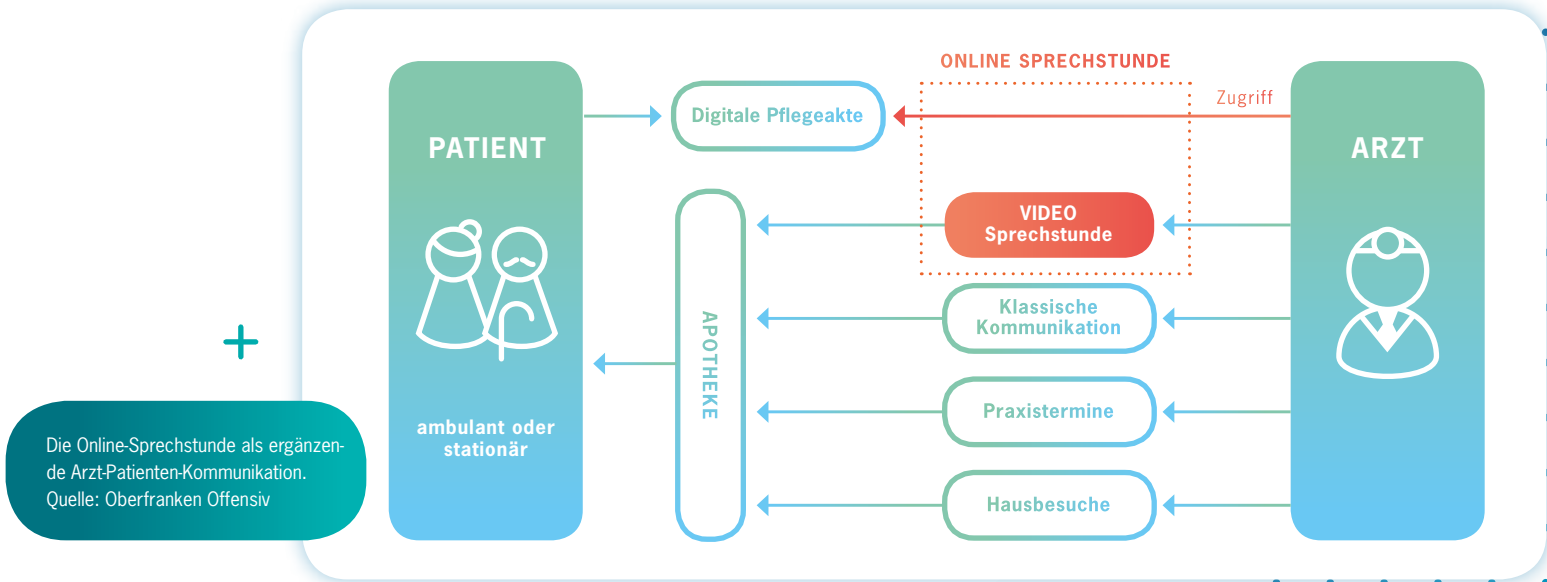 ONLINE SPRECHSTUNDE
Zugriff
Digitale Pflegeakte
PATIENT
ARZT
VIDEO
Sprechstunde
Klassische
Kommunikation
APOTHEKE
Praxistermine
ambulant oder
stationär
Hausbesuche
Die Online-Sprechstunde als ergänzen-
de Arzt-Patienten-Kommunikation.
Quelle: Oberfranken Offensiv